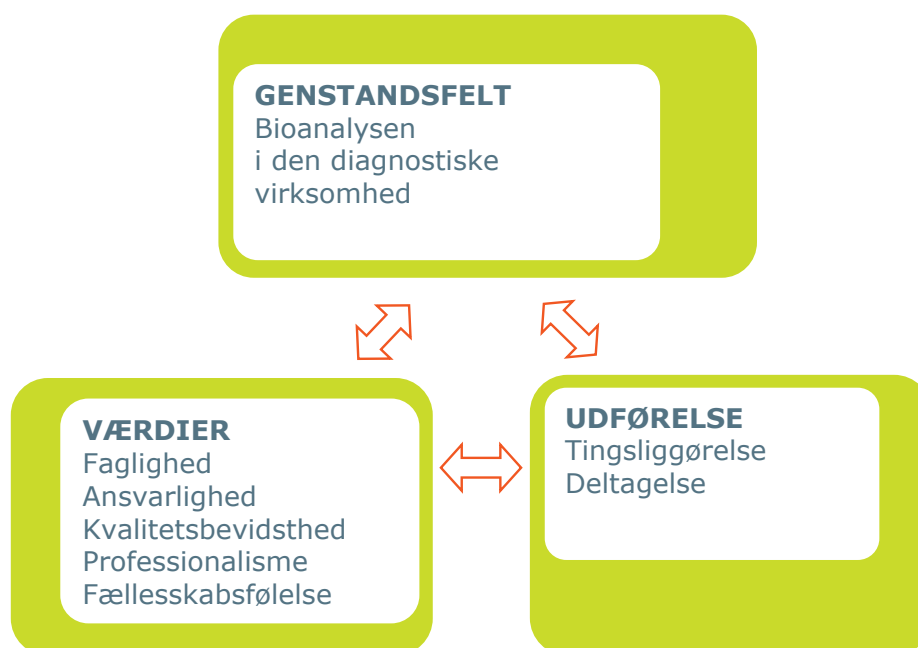 GENSTANDSFELT
Bioanalysen
i den diagnostiske
virksomhed
VÆRDIER
Faglighed
Ansvarlighed
Kvalitetsbevidsthed
Professionalisme
Fællesskabsfølelse
UDFØRELSE
Tingsliggørelse
Deltagelse